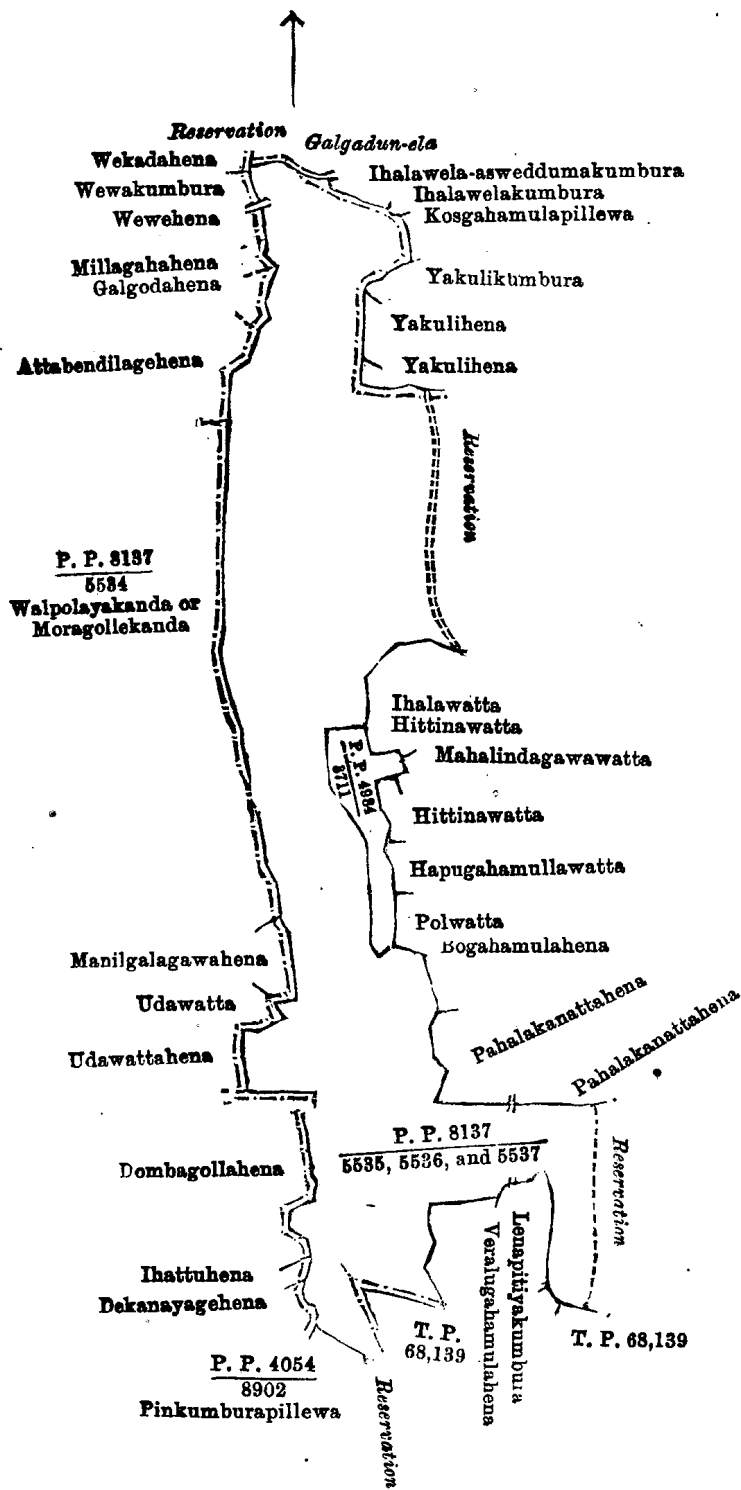 Reservation
Galgadun-ela
Wekadahena
Ihalawela-asweddumakumbura
Wewakumbura
Ihalawelakumbura
Wewehena
Kosgahamulapillewa
Millagahahena
Galgodahena
Yakulikumbura
Yakulihena
Attabendilagehena
Yakulihena
Reservation
P. P. 8137
5534
Walpolayakanda or
Moragollekanda
Ihalawatta
Hittinawatta
P. P. 4984
3711
Mahalindagawawatta
Hittinawatta
Hapugahamullawatta
Polwatta
Bogahamulahena
Manilgalagawahena
Udawatta
Pahalakanattahena
Pahalakanattahena
Udawattahena
P. P. 8137
5535, 5536, and 5537
Reservation
Dombagollahena
Lenapitiyakumbura
Veralugahamulahena
Ihattuhena
Dekanayagehena
T. P.
68,139
T. P. 68,139
P. P. 4054
8902
Pinkumburapillewa
Reservation